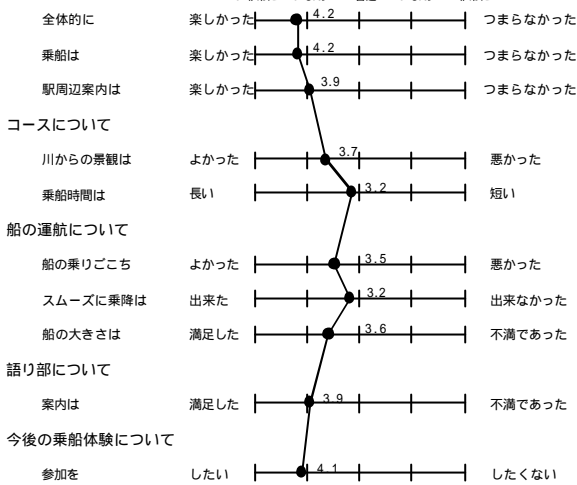 全体的に 楽しかった 4.2 つまらなかった
乗船は 楽しかった 4.2 つまらなかった
駅周辺案内は 楽しかった 3.9 つまらなかった
コースについて
川からの景観は よかった 3.7 悪かった
乗船時間は 長い 3.2 短い
船の運航について
船の乗りごこち よかった 3.5 悪かった
スムーズに乗降は 出来た 3.2 出来なかった
船の大きさは 満足した 3.6 不満であった
語り部について
案内は 満足した 3.9 不満であった
今後の乗船体験について
参加を したい 4.1 したくない